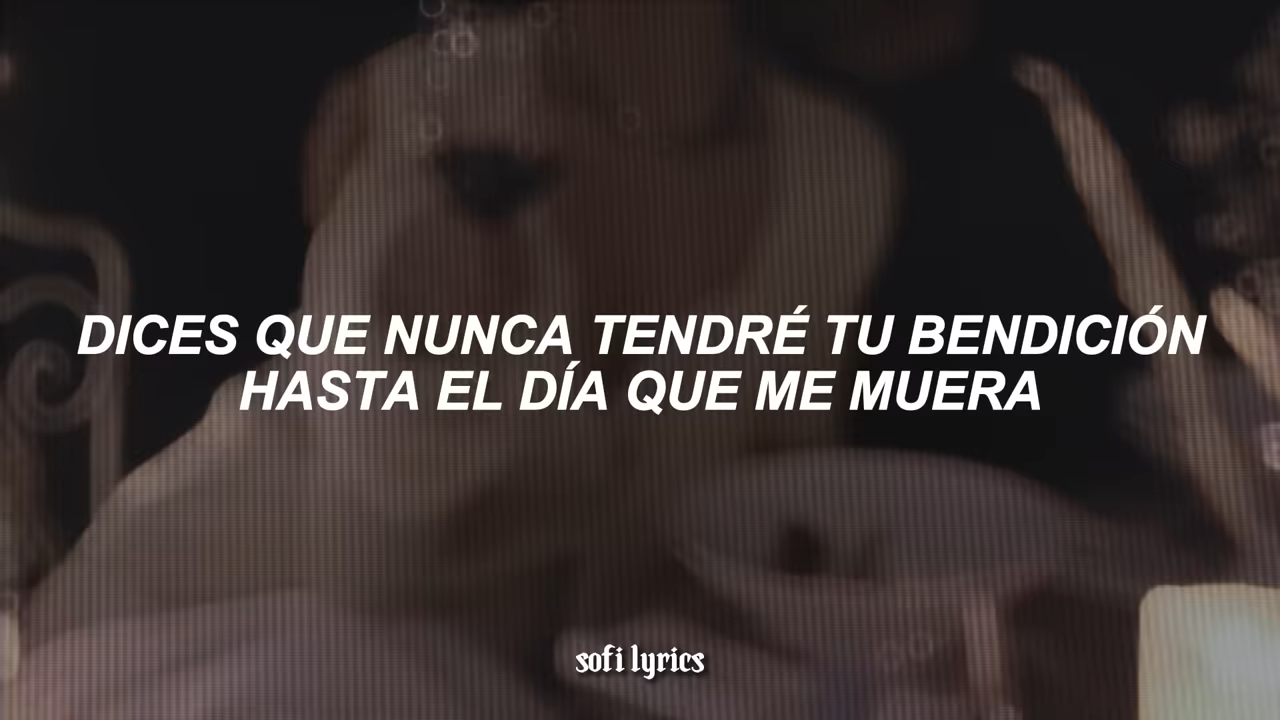 DICES QUE NUNCA TENDRÉ TU BENDICIÓN
HASTA EL DÍA QUE ME MUERA
sofi lyrics